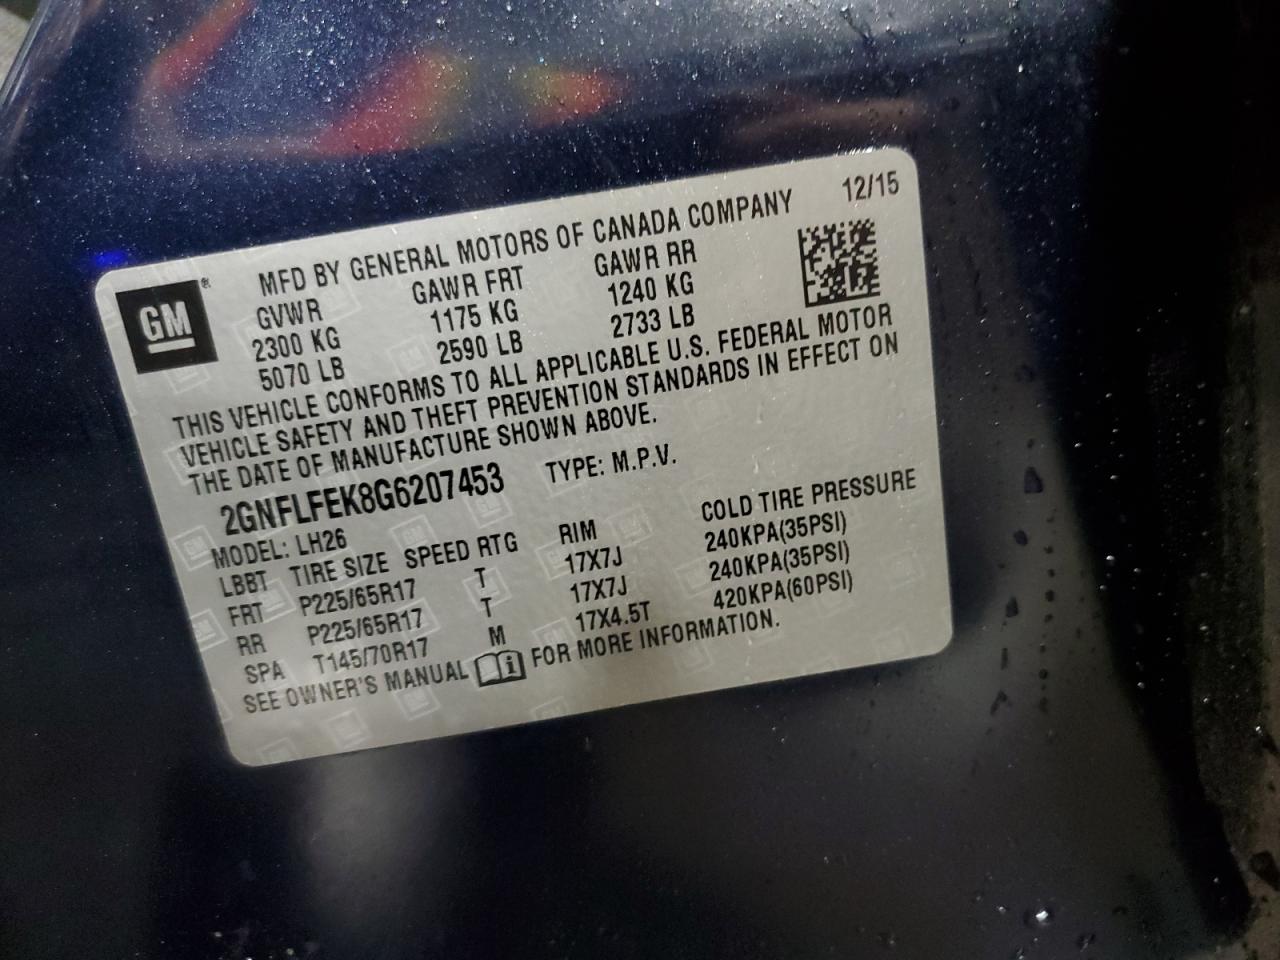 12/15
MFD BY GENERAL MOTORS OF CANADA COMPANY
GM®
GVWR GAWR FRT GAWR RR
2300 KG 1175 KG 1240 KG
5070 LB 2590 LB 2733 LB
THIS VEHICLE CONFORMS TO ALL APPLICABLE U.S. FEDERAL MOTOR
VEHICLE SAFETY AND THEFT PREVENTION STANDARDS IN EFFECT ON
THE DATE OF MANUFACTURE SHOWN ABOVE.
2GNFLFEK8G6207453 TYPE: M.P.V.
MODEL: LH26
LBBT TIRE SIZE SPEED RTG RIM COLD TIRE PRESSURE
FRT P225/65R17 T 17X7J 240KPA(35PSI)
RR P225/65R17 T 17X7J 240KPA(35PSI)
SPA T145/70R17 M 17X4.5T 420KPA(60PSI)
SEE OWNER'S MANUAL i FOR MORE INFORMATION.